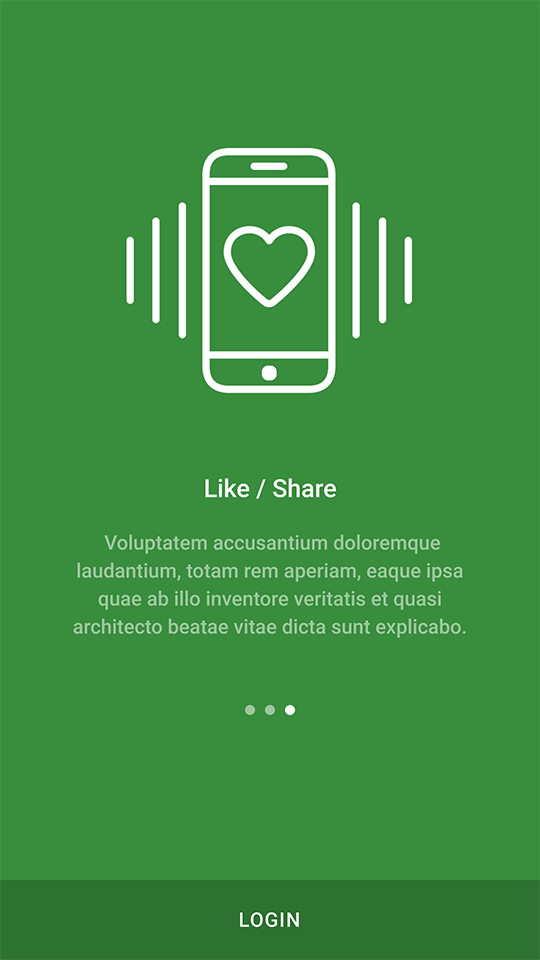 Like / Share
Voluptatem accusantium doloremque
laudantium, totam rem aperiam, eaque ipsa
quae ab illo inventore veritatis et quasi
architecto beatae vitae dicta sunt explicabo.
LOGIN